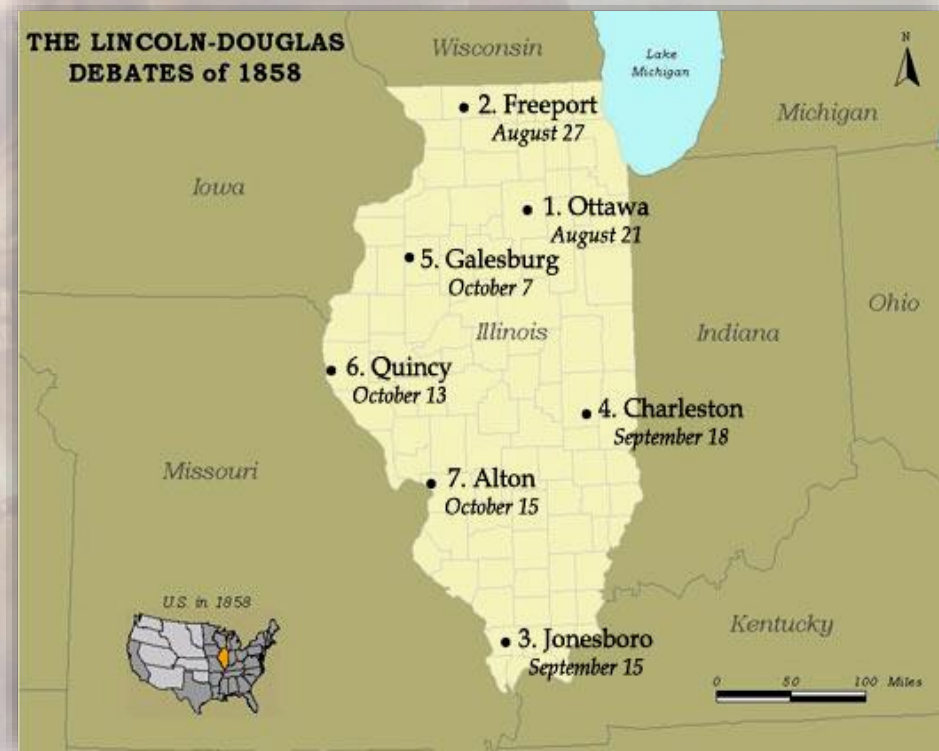 THE LINCOLN-DOUGLAS
DEBATES of 1858
Wisconsin
Lake
Michigan
N
Michigan
2. Freeport
August 27
Iowa
1. Ottawa
August 21
5. Galesburg
October 7
Ohio
Illinois
Indiana
6. Quincy
October 13
4. Charleston
September 18
Missouri
7. Alton
October 15
U.S. in 1858
Kentucky
3. Jonesboro
September 15
0 50 100 Miles